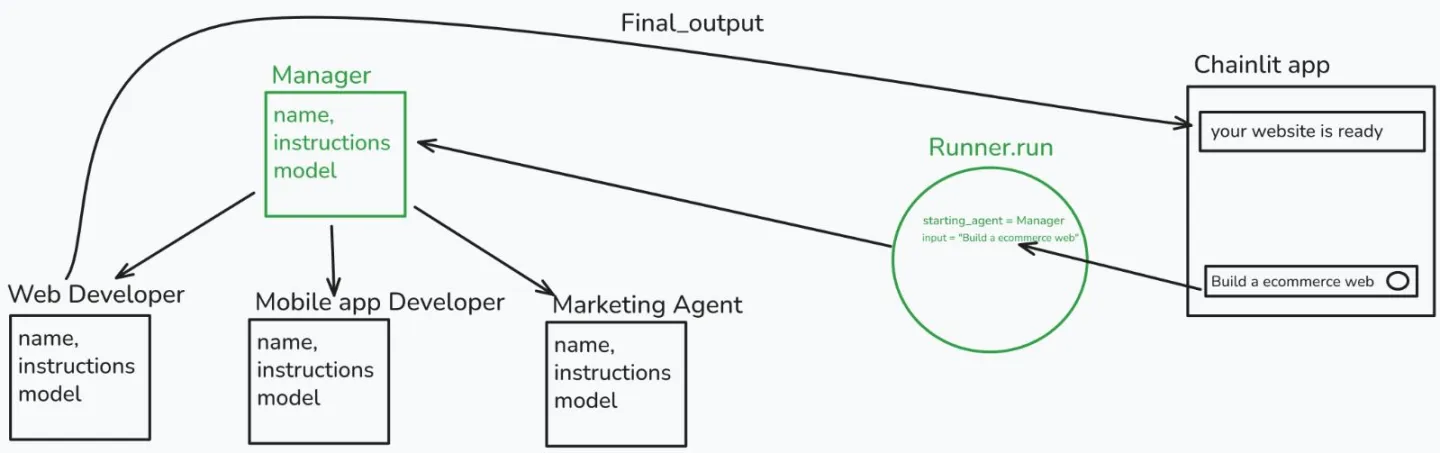 Final_output
Chainlit app
your website is ready
Build a ecommerce web
Runner.run
starting_agent = Manager
input = "Build a ecommerce web"
Manager
name,
instructions
model
Web Developer
name,
instructions
model
Mobile app Developer
name,
instructions
model
Marketing Agent
name,
instructions
model